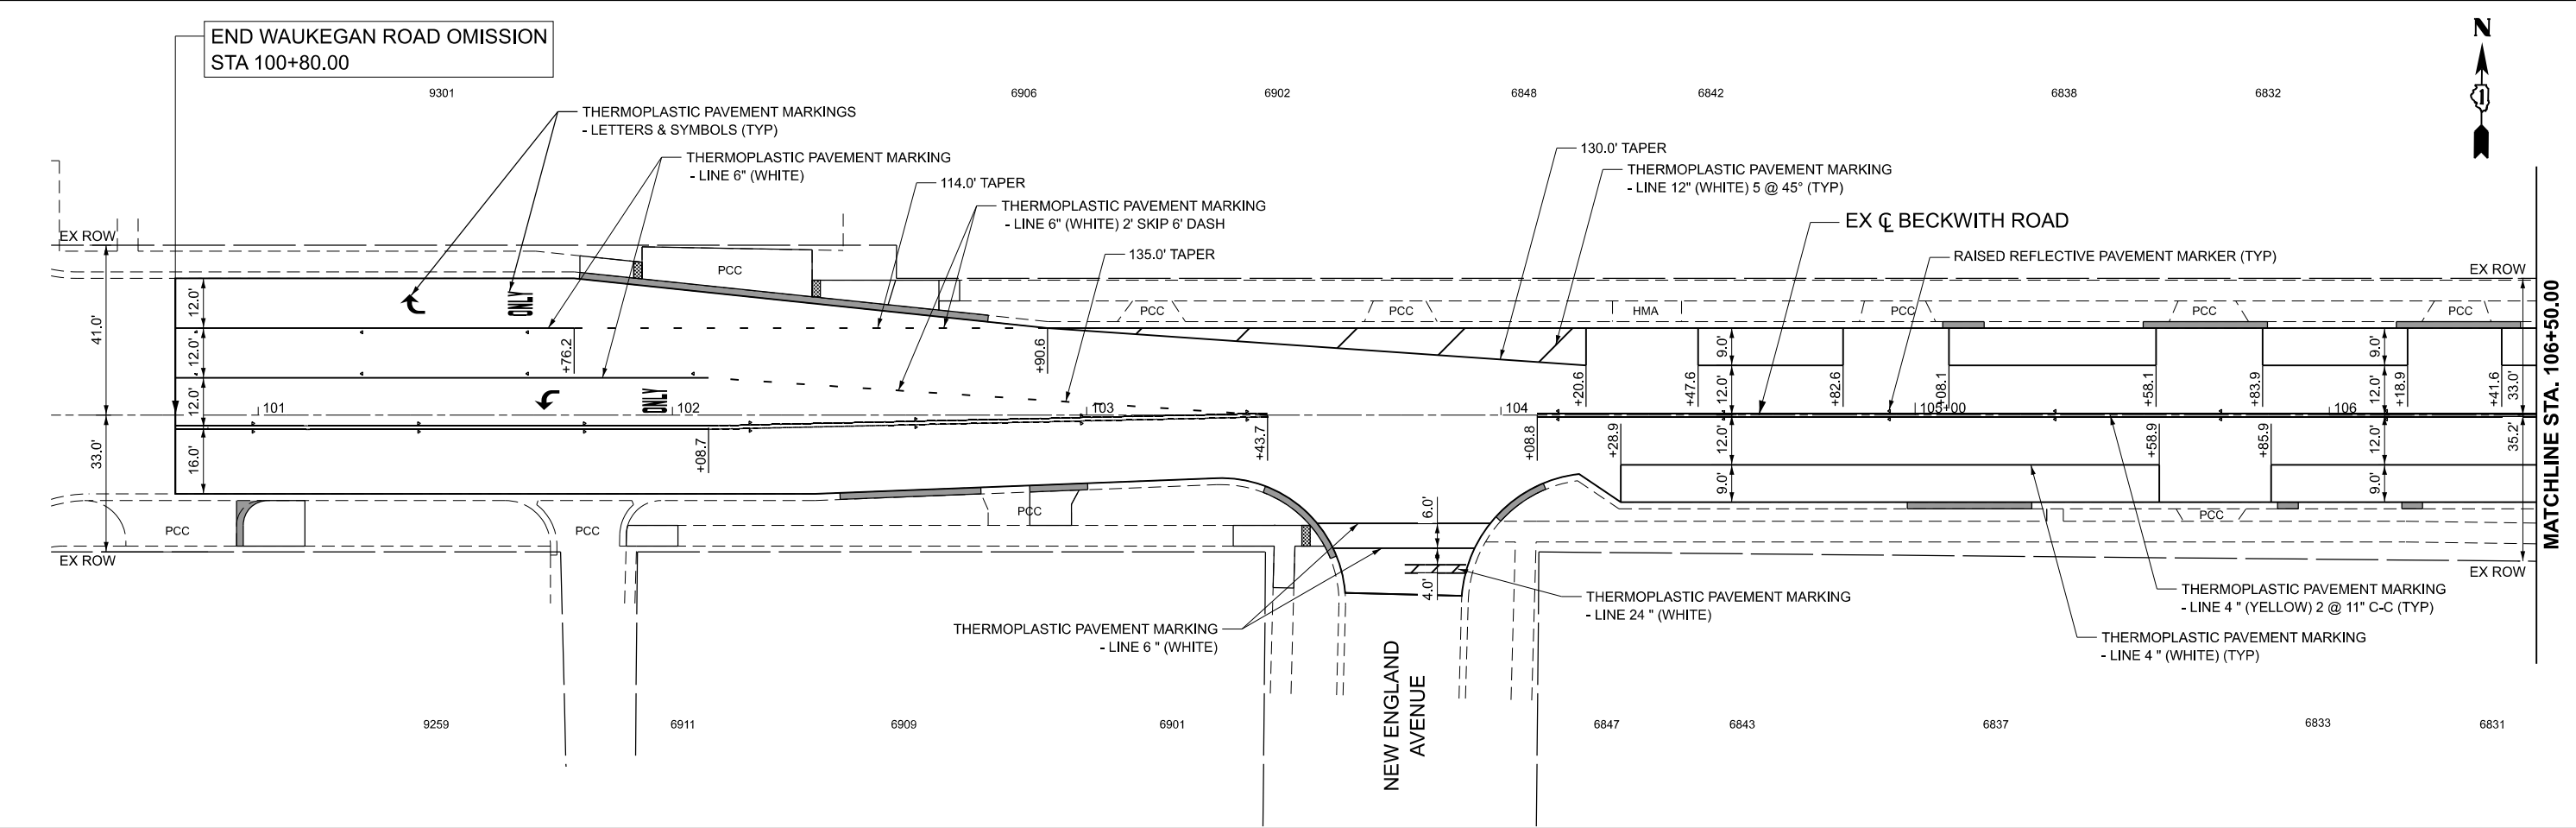 END WAUKEGAN ROAD OMISSION
STA 100+80.00
N
1
9301
6906
6902
6848
6842
6838
6832
THERMOPLASTIC PAVEMENT MARKINGS
- LETTERS & SYMBOLS (TYP)
THERMOPLASTIC PAVEMENT MARKING
- LINE 6" (WHITE)
114.0' TAPER
THERMOPLASTIC PAVEMENT MARKING
- LINE 6" (WHITE) 2' SKIP 6' DASH
135.0' TAPER
130.0' TAPER
THERMOPLASTIC PAVEMENT MARKING
- LINE 12" (WHITE) 5 @ 45° (TYP)
EX ℄ BECKWITH ROAD
RAISED REFLECTIVE PAVEMENT MARKER (TYP)
EX ROW
EX ROW
PCC
PCC
PCC
HMA
PCC
PCC
PCC
41.0'
33.0'
12.0'
12.0'
12.0'
16.0'
ONLY
ONLY
+76.2
+90.6
+20.6
+47.6
+82.6
+08.1
+58.1
+83.9
+18.9
+41.6
9.0'
12.0'
9.0'
12.0'
33.0'
101
102
103
104
105+00
106
+08.7
+43.7
+08.8
+28.9
+58.9
+85.9
12.0'
9.0'
12.0'
9.0'
35.2'
MATCHLINE STA. 106+50.00
PCC
PCC
PCC
PCC
6.0'
4.0'
EX ROW
EX ROW
THERMOPLASTIC PAVEMENT MARKING
- LINE 6 " (WHITE)
THERMOPLASTIC PAVEMENT MARKING
- LINE 24 " (WHITE)
THERMOPLASTIC PAVEMENT MARKING
- LINE 4 " (YELLOW) 2 @ 11" C-C (TYP)
THERMOPLASTIC PAVEMENT MARKING
- LINE 4 " (WHITE) (TYP)
NEW ENGLAND
AVENUE
9259
6911
6909
6901
6847
6843
6837
6833
6831